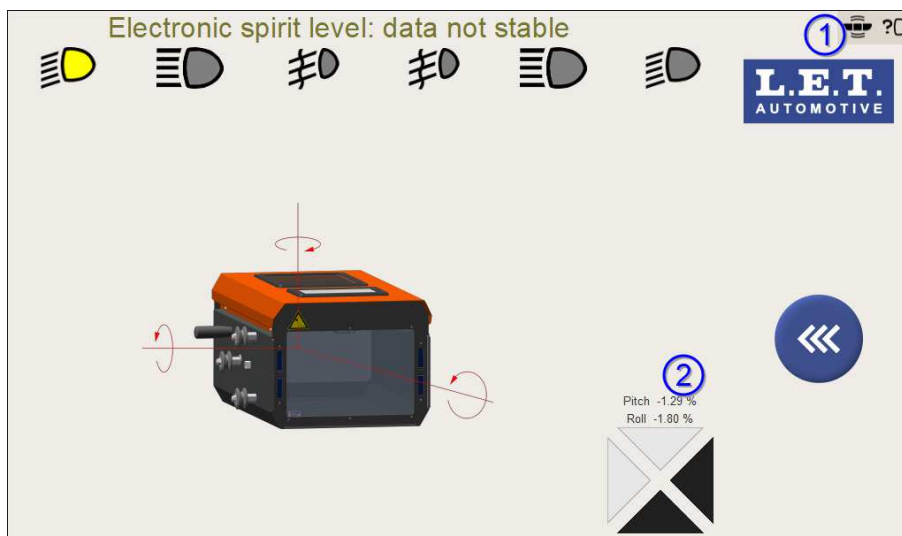 Electronic spirit level: data not stable
1
?
L.E.T.
AUTOMOTIVE
2
Pitch -1.29 %
Roll -1.80 %